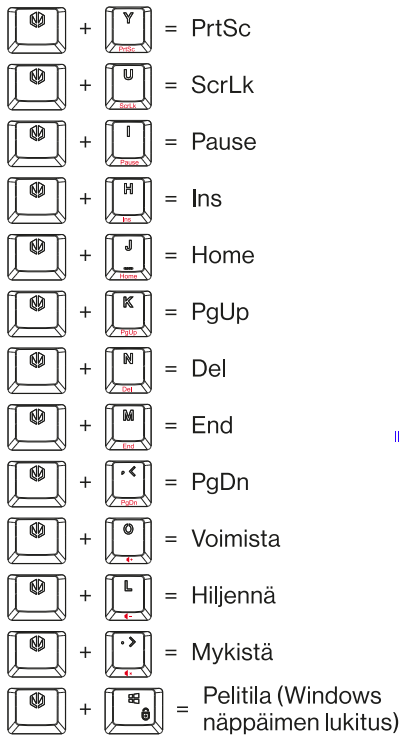 + Y PrtSc = PrtSc
+ U ScrLk = ScrLk
+ I Pause = Pause
+ H Ins = Ins
+ J Home = Home
+ K PgUp = PgUp
+ N Del = Del
+ M End = End
+ , < PgDn = PgDn
+ O = Voimista
+ L = Hiljennä
+ . > = Mykistä
+ = Pelitila (Windows
näppäimen lukitus)